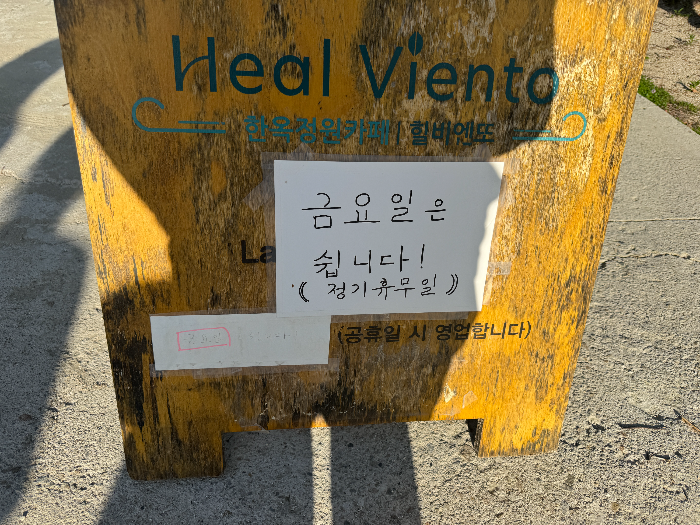 Heal Viento
한옥정원카페 | 힐비엔또
금요일은
La
쉽니다!
(정기휴무일)
(공휴일 시 영업합니다)